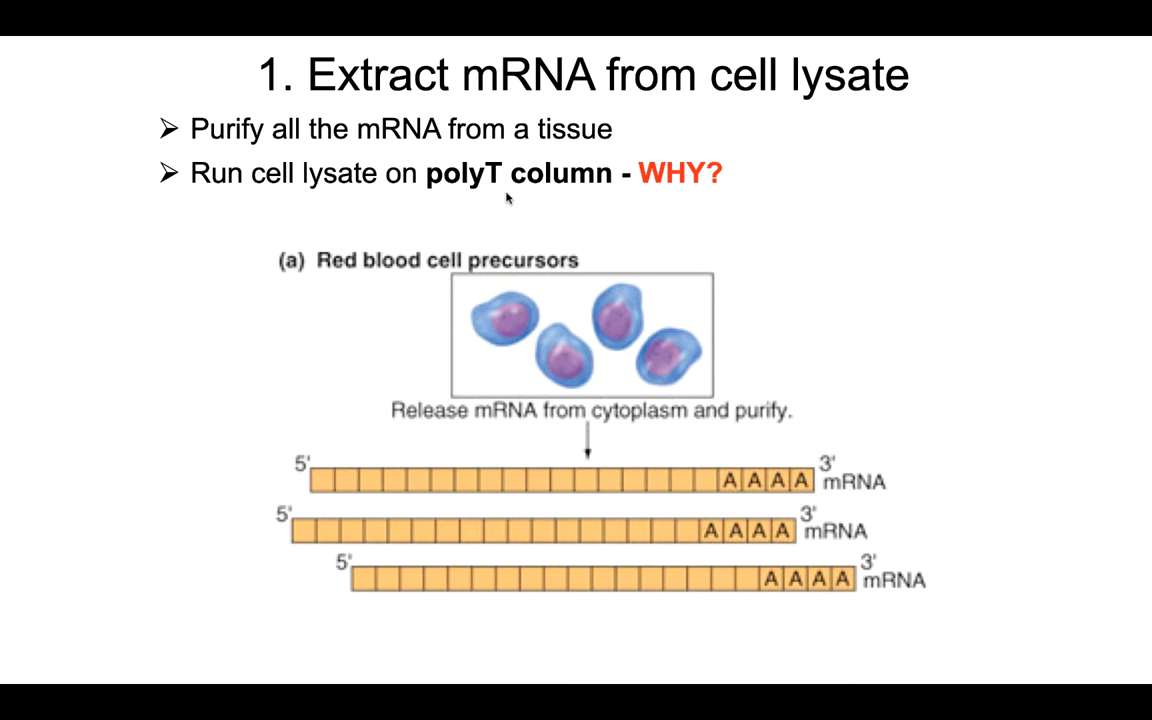 1. Extract mRNA from cell lysate
➢ Purify all the mRNA from a tissue
➢ Run cell lysate on polyT column - WHY?
(a) Red blood cell precursors
Release mRNA from cytoplasm and purify.
5' A A A A 3' mRNA
5' A A A A 3' mRNA
5' A A A A 3' mRNA